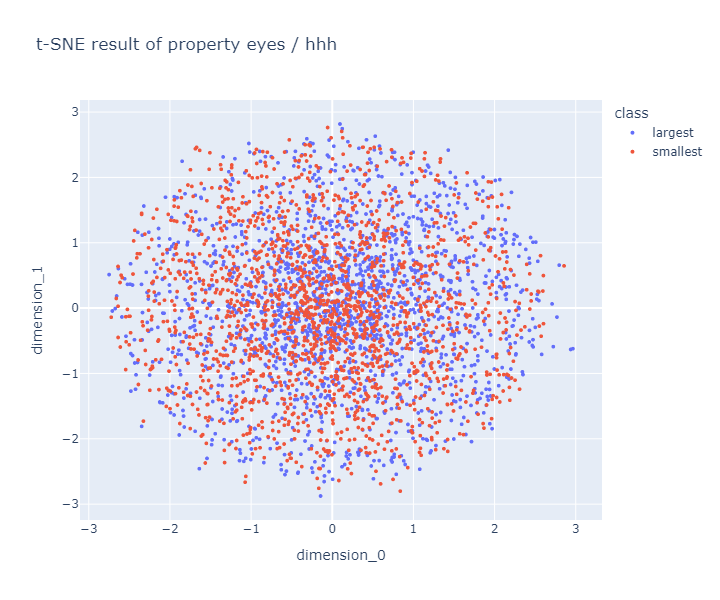 t-SNE result of property eyes / hhh
class
largest
smallest
3
2
1
0
−1
−2
−3
dimension_1
−3
−2
−1
0
1
2
3
dimension_0